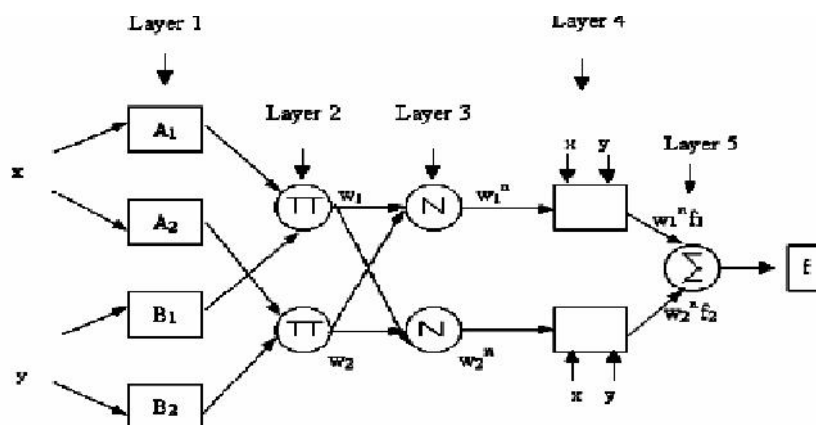 Layer 1
Layer 4
Layer 2
Layer 3
A₁
x y
Layer 5
x
w₁
w₁ⁿ
∏
N
w₁ⁿf₁
A₂
∑
B₁
∏
N
w₂ⁿf₂
w₂
w₂ⁿ
y
x y
B₂